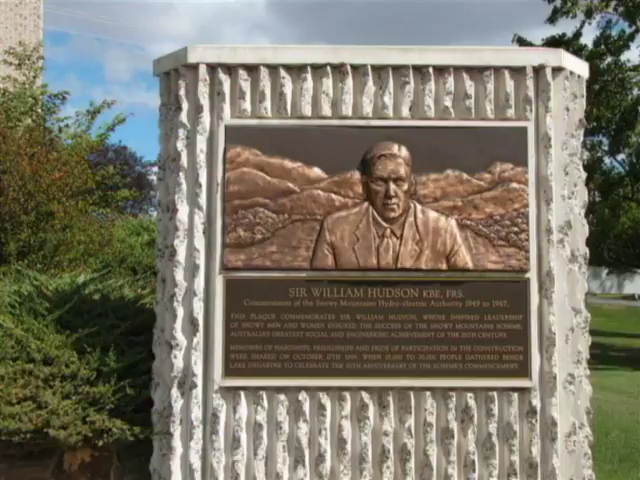 SIR WILLIAM HUDSON KBE, FRS.
Commissioner of the Snowy Mountains Hydro-electric Authority 1949 to 1967.
THIS PLAQUE COMMEMORATES SIR WILLIAM HUDSON, WHOSE INSPIRED LEADERSHIP
OF SNOWY MEN AND WOMEN ENSURED THE SUCCESS OF THE SNOWY MOUNTAINS SCHEME,
AUSTRALIA'S GREATEST SOCIAL AND ENGINEERING ACHIEVEMENT OF THE 20TH CENTURY.
MEMORIES OF HARDSHIPS, FRIENDSHIPS AND PRIDE OF PARTICIPATION IN THE CONSTRUCTION
WERE SHARED ON OCTOBER 17TH 1999, WHEN 15,000 TO 20,000 PEOPLE GATHERED BESIDE
LAKE JINDABYNE TO CELEBRATE THE 50TH ANNIVERSARY OF THE SCHEME'S COMMENCEMENT.